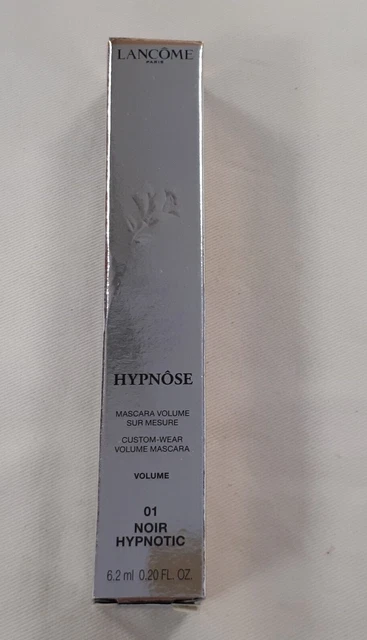 LANCÔME
PARIS
HYPNÔSE
MASCARA VOLUME
SUR MESURE
CUSTOM-WEAR
VOLUME MASCARA
VOLUME
01
NOIR
HYPNOTIC
6.2 ml 0.20 FL. OZ.